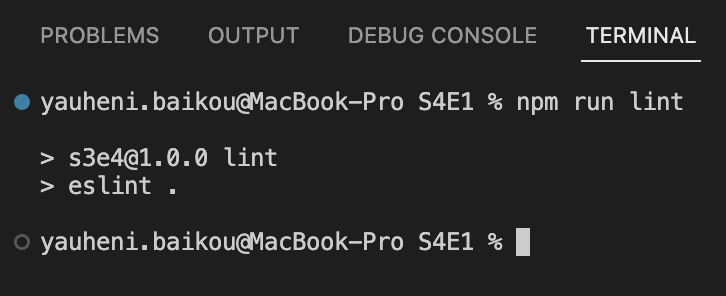 PROBLEMS OUTPUT DEBUG CONSOLE TERMINAL
yauheni.baikou@MacBook-Pro S4E1 % npm run lint
> s3e4@1.0.0 lint
> eslint .
yauheni.baikou@MacBook-Pro S4E1 %